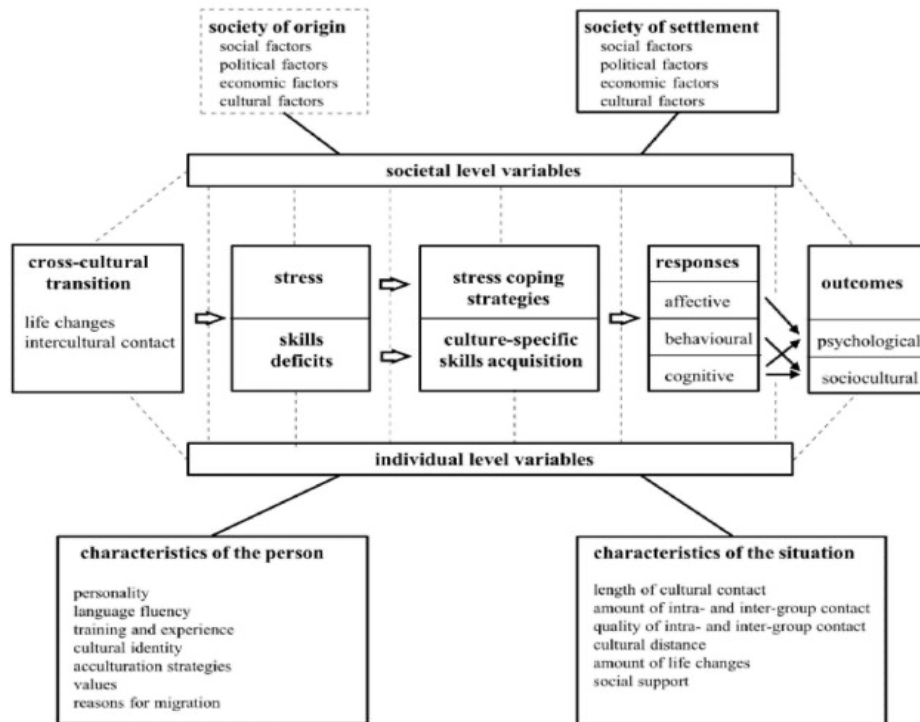 society of origin
social factors
political factors
economic factors
cultural factors
society of settlement
social factors
political factors
economic factors
cultural factors
societal level variables
cross-cultural
transition
life changes
intercultural contact
stress
skills
deficits
stress coping
strategies
culture-specific
skills acquisition
responses
affective
behavioural
cognitive
outcomes
psychological
sociocultural
individual level variables
characteristics of the person
personality
language fluency
training and experience
cultural identity
acculturation strategies
values
reasons for migration
characteristics of the situation
length of cultural contact
amount of intra- and inter-group contact
quality of intra- and inter-group contact
cultural distance
amount of life changes
social support